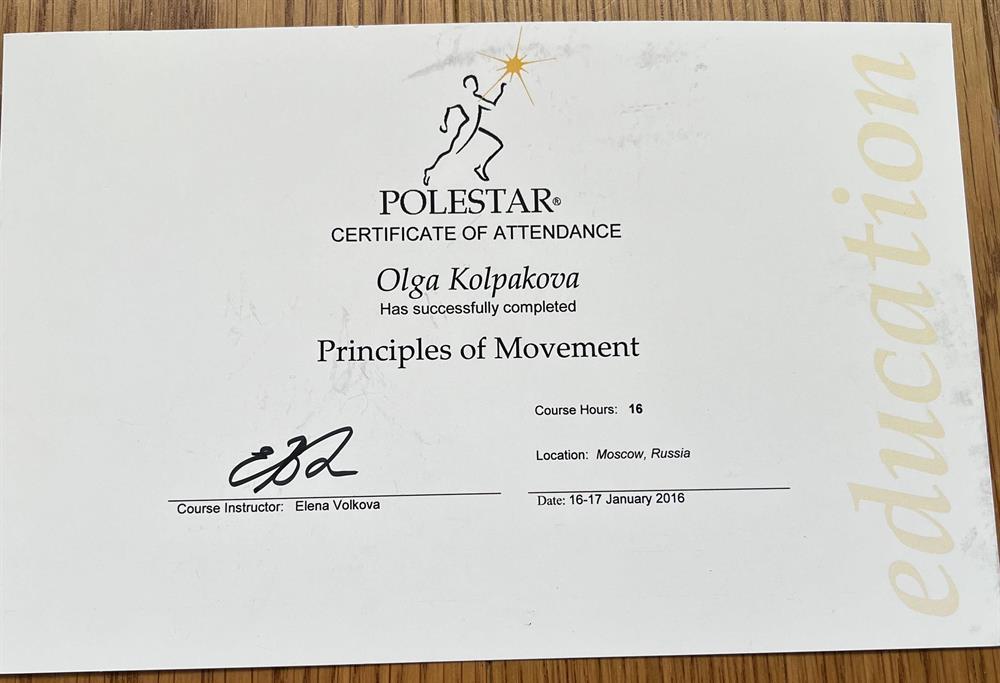 POLESTAR®
CERTIFICATE OF ATTENDANCE
Olga Kolpakova
Has successfully completed
Principles of Movement
Course Hours: 16
Location: Moscow, Russia
Course Instructor: Elena Volkova
Date: 16-17 January 2016
education